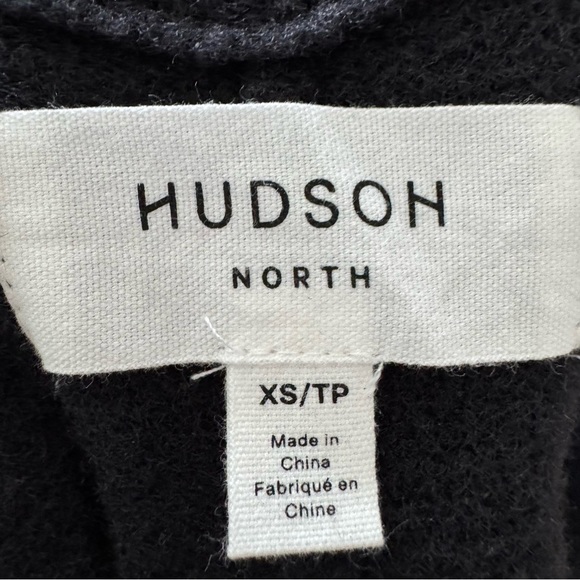 HUDSON
NORTH
XS/TP
Made in
China
Fabriqué en
Chine